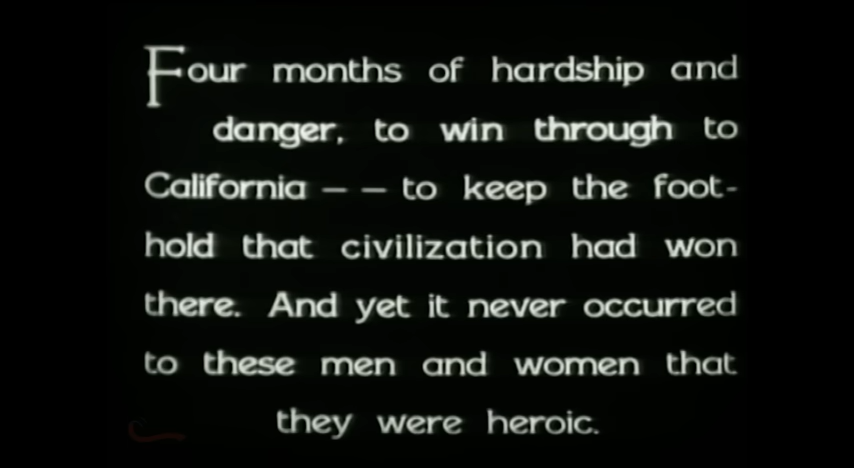 Four months of hardship and
danger, to win through to
California — — to keep the foot-
hold that civilization had won
there. And yet it never occurred
to these men and women that
they were heroic.